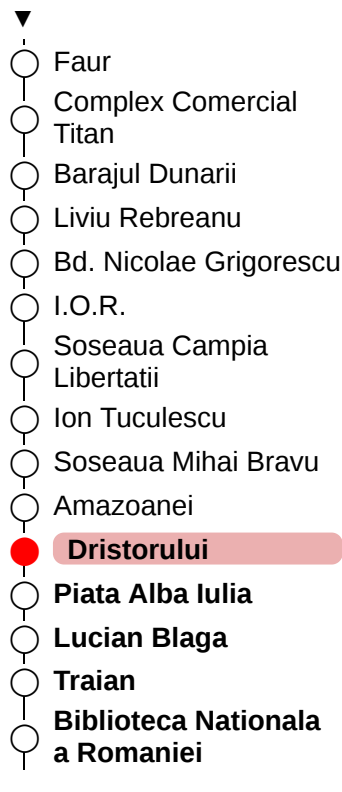 Faur
Complex Comercial
Titan
Barajul Dunarii
Liviu Rebreanu
Bd. Nicolae Grigorescu
I.O.R.
Soseaua Campia
Libertatii
Ion Tuculescu
Soseaua Mihai Bravu
Amazoanei
Dristorului
Piata Alba Iulia
Lucian Blaga
Traian
Biblioteca Nationala
a Romaniei